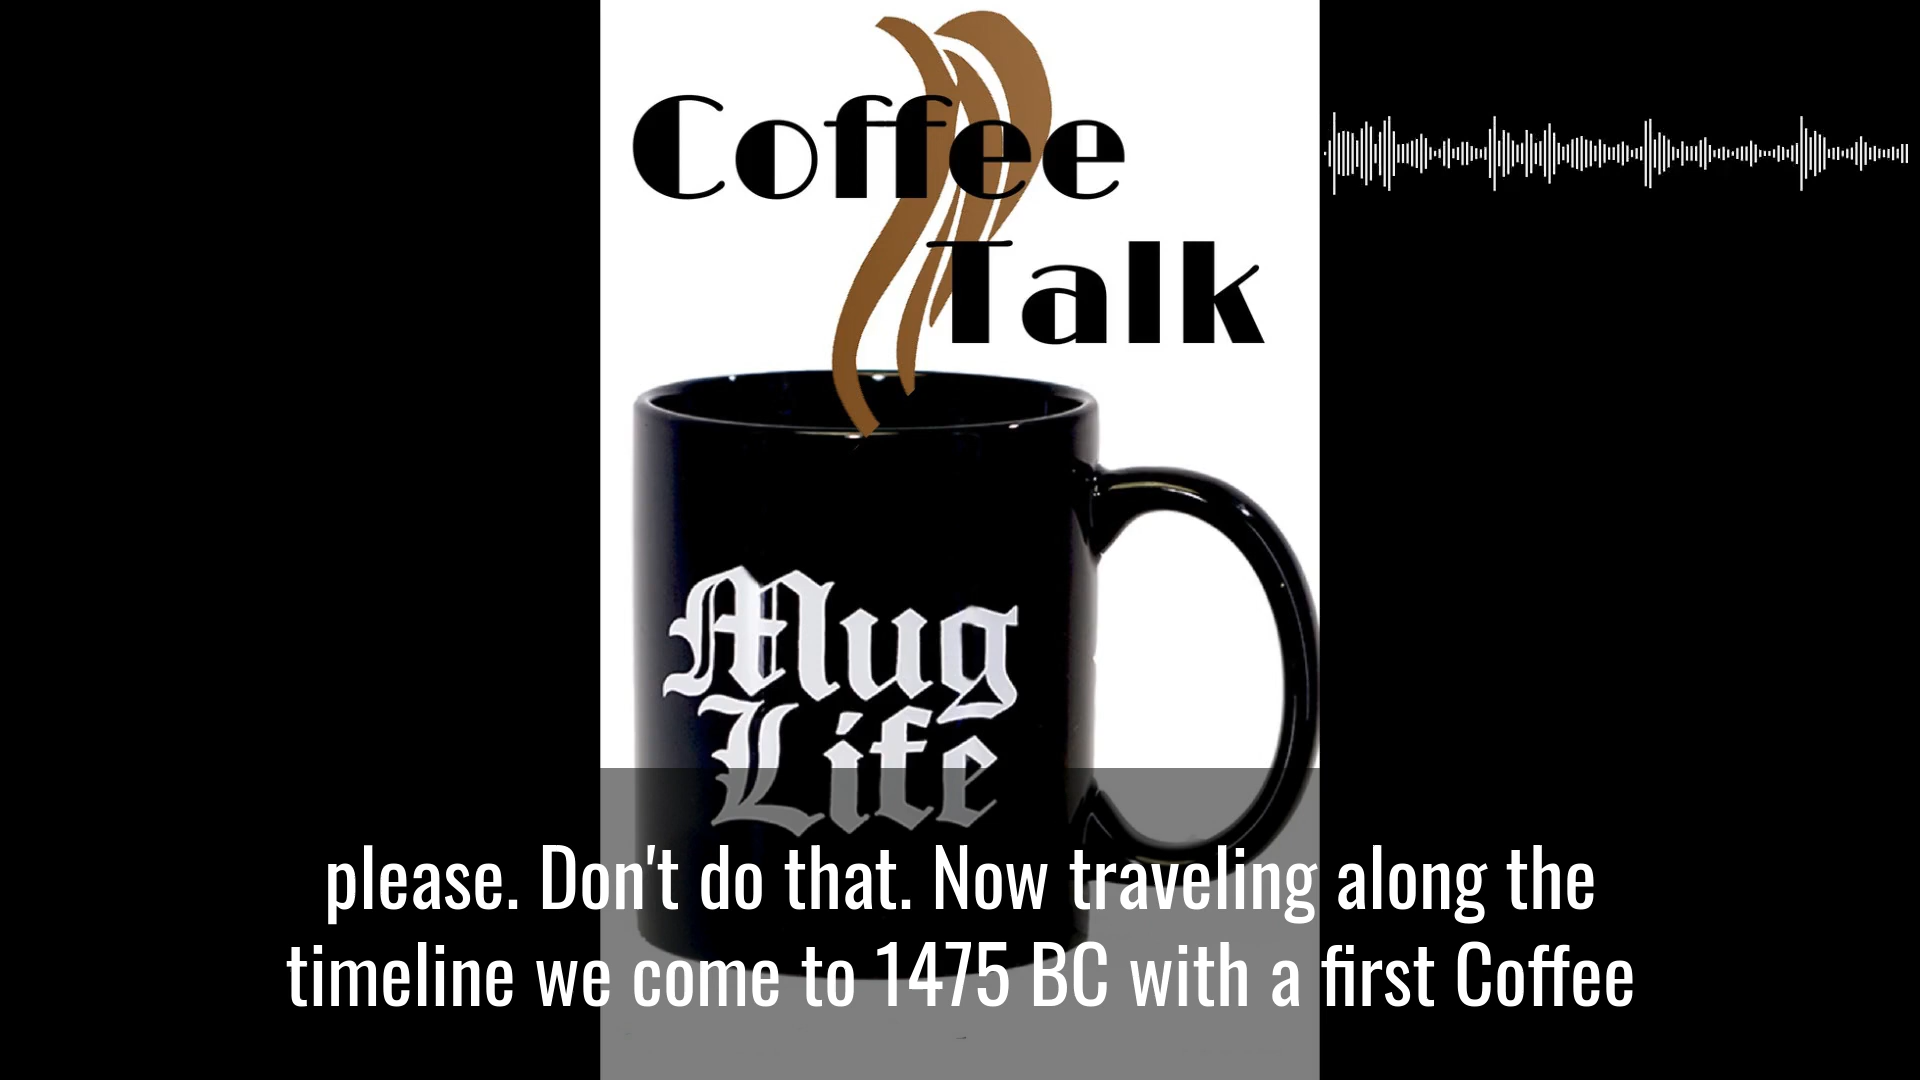 Coffee
Talk
Mug
Life
please. Don't do that. Now traveling along the
timeline we come to 1475 BC with a first Coffee